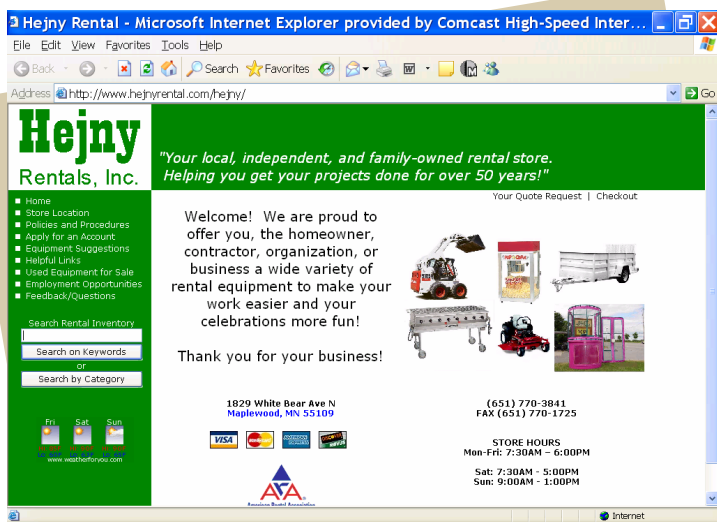 Hejny Rental - Microsoft Internet Explorer provided by Comcast High-Speed Inter...
File Edit View Favorites Tools Help
Back Search Favorites
Address http://www.hejnyrental.com/hejny/ Go
Hejny
Rentals, Inc.
"Your local, independent, and family-owned rental store.
Helping you get your projects done for over 50 years!"
Your Quote Request | Checkout
Home
Store Location
Policies and Procedures
Apply for an Account
Equipment Suggestions
Helpful Links
Used Equipment for Sale
Employment Opportunities
Feedback/Questions
Search Rental Inventory
Search on Keywords
or
Search by Category
Fri Sat Sun
www.weatherforyou.com
Welcome! We are proud to
offer you, the homeowner,
contractor, organization, or
business a wide variety of
rental equipment to make your
work easier and your
celebrations more fun!
Thank you for your business!
1829 White Bear Ave N
Maplewood, MN 55109
VISA
ARA
American Rental Association
(651) 770-3841
FAX (651) 770-1725
STORE HOURS
Mon-Fri: 7:30AM – 6:00PM
Sat: 7:30AM - 5:00PM
Sun: 9:00AM - 1:00PM
Internet